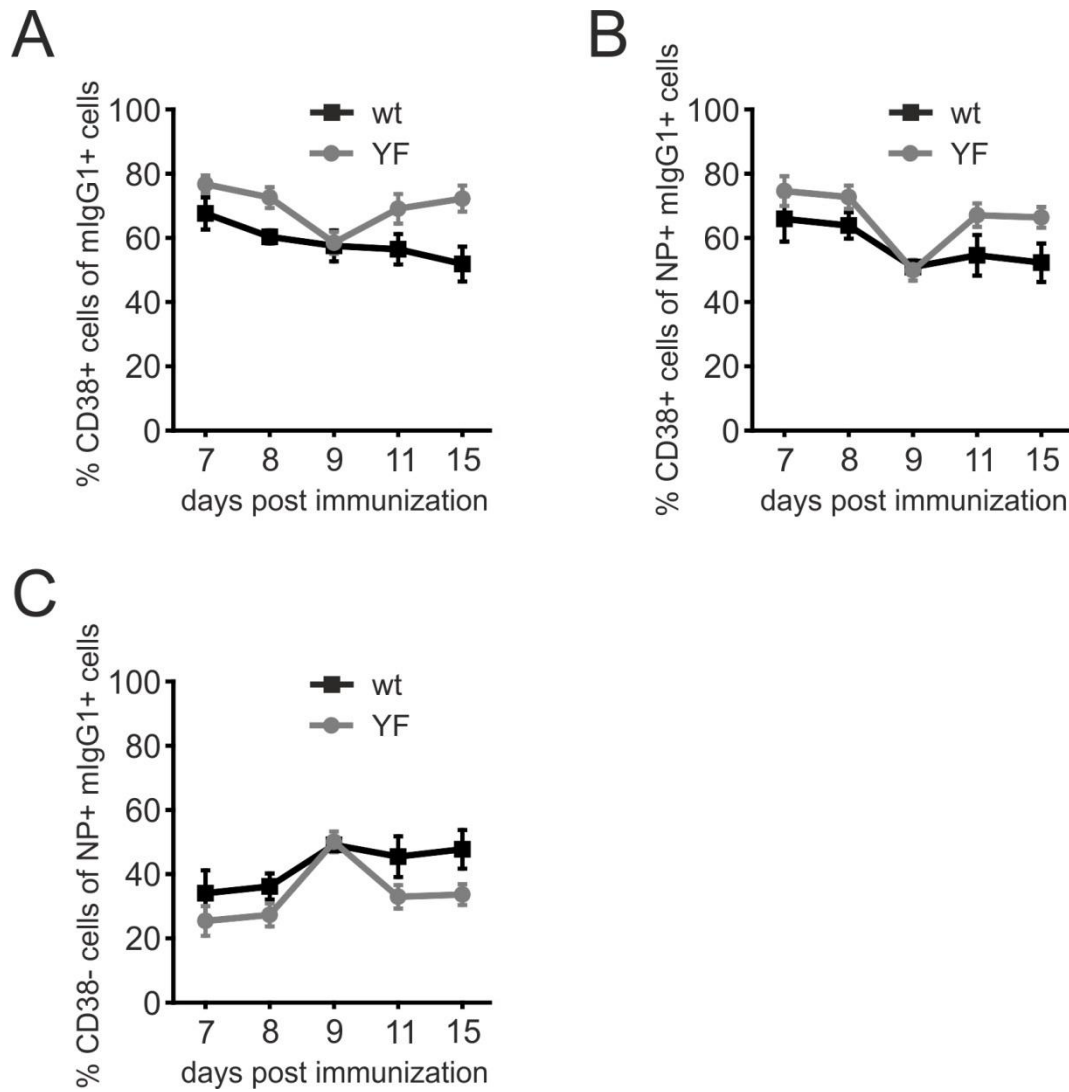 A
% CD38+ cells of mIgG1+ cells
100
80
60
40
20
0
wt
YF
7 8 9 11 15
days post immunization
B
% CD38+ cells of NP+ mIgG1+ cells
100
80
60
40
20
0
wt
YF
7 8 9 11 15
days post immunization
C
% CD38- cells of NP+ mIgG1+ cells
100
80
60
40
20
0
wt
YF
7 8 9 11 15
days post immunization